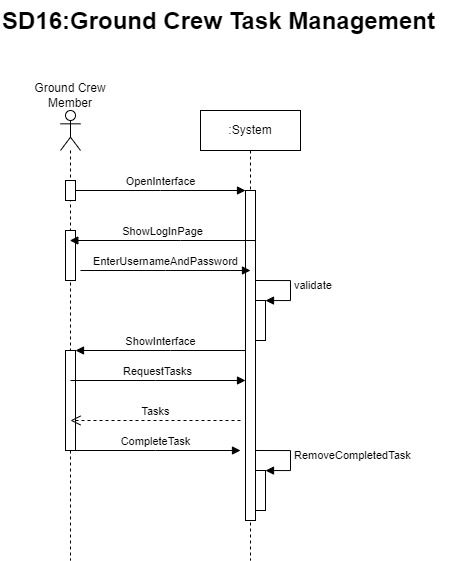 SD16:Ground Crew Task Management
Ground Crew
Member
:System
OpenInterface
ShowLogInPage
EnterUsernameAndPassword
validate
ShowInterface
RequestTasks
Tasks
CompleteTask
RemoveCompletedTask